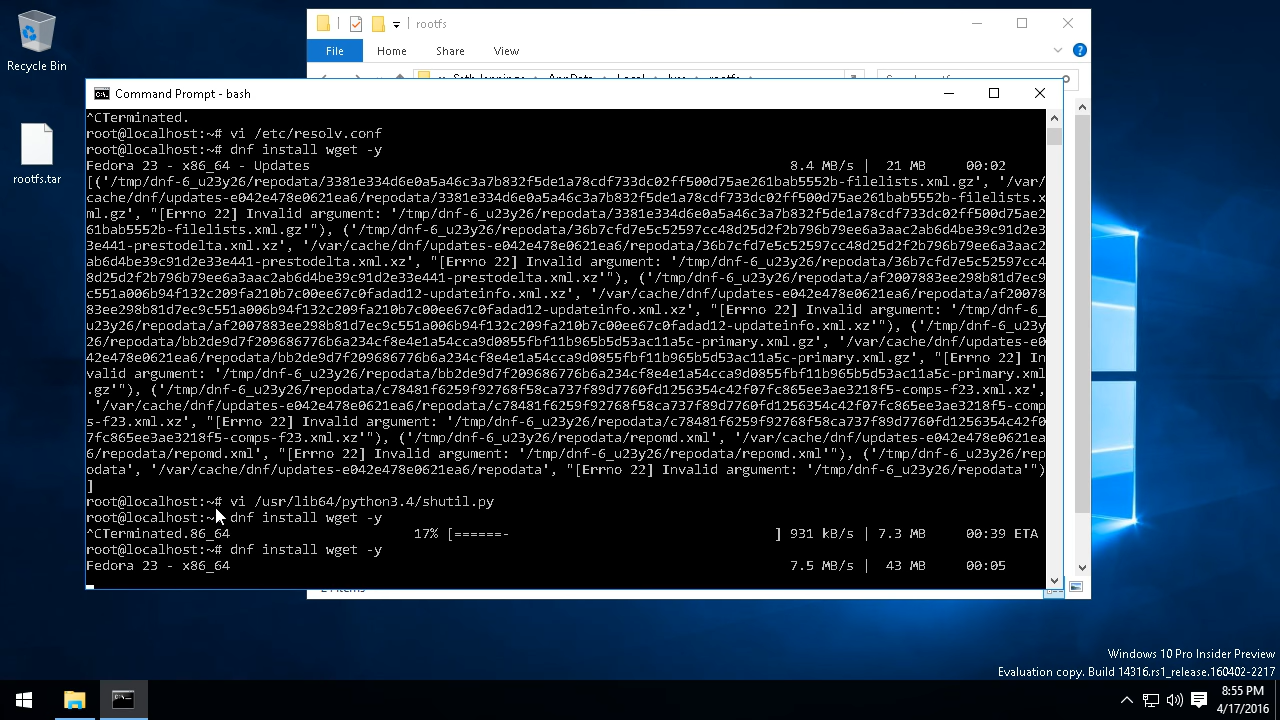 Recycle Bin
rootfs.tar
rootfs
File Home Share View
Command Prompt - bash
^CTerminated.
root@localhost:~# vi /etc/resolv.conf
root@localhost:~# dnf install wget -y
Fedora 23 - x86_64 - Updates 8.4 MB/s | 21 MB 00:02
[('/tmp/dnf-6_u23y26/repodata/3381e334d6e0a5a46c3a7b832f5de1a78cdf733dc02ff500d75ae261bab5552b-filelists.xml.gz', '/var/
cache/dnf/updates-e042e478e0621ea6/repodata/3381e334d6e0a5a46c3a7b832f5de1a78cdf733dc02ff500d75ae261bab5552b-filelists.x
ml.gz', "[Errno 22] Invalid argument: '/tmp/dnf-6_u23y26/repodata/3381e334d6e0a5a46c3a7b832f5de1a78cdf733dc02ff500d75ae2
61bab5552b-filelists.xml.gz'"), ('/tmp/dnf-6_u23y26/repodata/36b7cfd7e5c52597cc48d25d2f2b796b79ee6a3aac2ab6d4be39c91d2e3
3e441-prestodelta.xml.xz', '/var/cache/dnf/updates-e042e478e0621ea6/repodata/36b7cfd7e5c52597cc48d25d2f2b796b79ee6a3aac2
ab6d4be39c91d2e33e441-prestodelta.xml.xz', "[Errno 22] Invalid argument: '/tmp/dnf-6_u23y26/repodata/36b7cfd7e5c52597cc4
8d25d2f2b796b79ee6a3aac2ab6d4be39c91d2e33e441-prestodelta.xml.xz'"), ('/tmp/dnf-6_u23y26/repodata/af2007883ee298b81d7ec9
c551a006b94f132c209fa210b7c00ee67c0fadad12-updateinfo.xml.xz', '/var/cache/dnf/updates-e042e478e0621ea6/repodata/af20078
83ee298b81d7ec9c551a006b94f132c209fa210b7c00ee67c0fadad12-updateinfo.xml.xz', "[Errno 22] Invalid argument: '/tmp/dnf-6_
u23y26/repodata/af2007883ee298b81d7ec9c551a006b94f132c209fa210b7c00ee67c0fadad12-updateinfo.xml.xz'"), ('/tmp/dnf-6_u23y
26/repodata/bb2de9d7f209686776b6a234cf8e4e1a54cca9d0855fbf11b965b5d53ac11a5c-primary.xml.gz', '/var/cache/dnf/updates-e0
42e478e0621ea6/repodata/bb2de9d7f209686776b6a234cf8e4e1a54cca9d0855fbf11b965b5d53ac11a5c-primary.xml.gz', "[Errno 22] In
valid argument: '/tmp/dnf-6_u23y26/repodata/bb2de9d7f209686776b6a234cf8e4e1a54cca9d0855fbf11b965b5d53ac11a5c-primary.xml
.gz'"), ('/tmp/dnf-6_u23y26/repodata/c78481f6259f92768f58ca737f89d7760fd1256354c42f07fc865ee3ae3218f5-comps-f23.xml.xz',
'/var/cache/dnf/updates-e042e478e0621ea6/repodata/c78481f6259f92768f58ca737f89d7760fd1256354c42f07fc865ee3ae3218f5-comp
s-f23.xml.xz', "[Errno 22] Invalid argument: '/tmp/dnf-6_u23y26/repodata/c78481f6259f92768f58ca737f89d7760fd1256354c42f0
7fc865ee3ae3218f5-comps-f23.xml.xz'"), ('/tmp/dnf-6_u23y26/repodata/repomd.xml', '/var/cache/dnf/updates-e042e478e0621ea
6/repodata/repomd.xml', "[Errno 22] Invalid argument: '/tmp/dnf-6_u23y26/repodata/repomd.xml'"), ('/tmp/dnf-6_u23y26/rep
odata', '/var/cache/dnf/updates-e042e478e0621ea6/repodata', "[Errno 22] Invalid argument: '/tmp/dnf-6_u23y26/repodata'")
]
root@localhost:~# vi /usr/lib64/python3.4/shutil.py
root@localhost:~# dnf install wget -y
^CTerminated.86_64 17% [======- ] 931 kB/s | 7.3 MB 00:39 ETA
root@localhost:~# dnf install wget -y
Fedora 23 - x86_64 7.5 MB/s | 43 MB 00:05
Windows 10 Pro Insider Preview
Evaluation copy. Build 14316.rs1_release.160402-2217
8:55 PM
4/17/2016